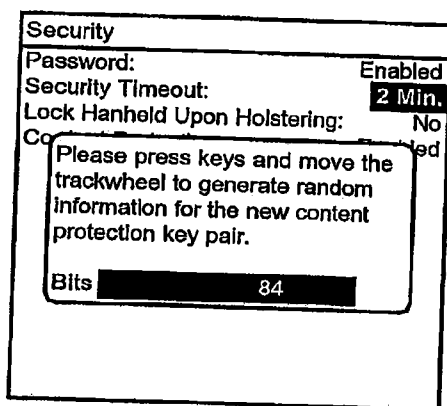 Security
Password: Enabled
Security Timeout: 2 Min.
Lock Hanheld Upon Holstering: No
Please press keys and move the
trackwheel to generate random
information for the new content
protection key pair.
Bits 84